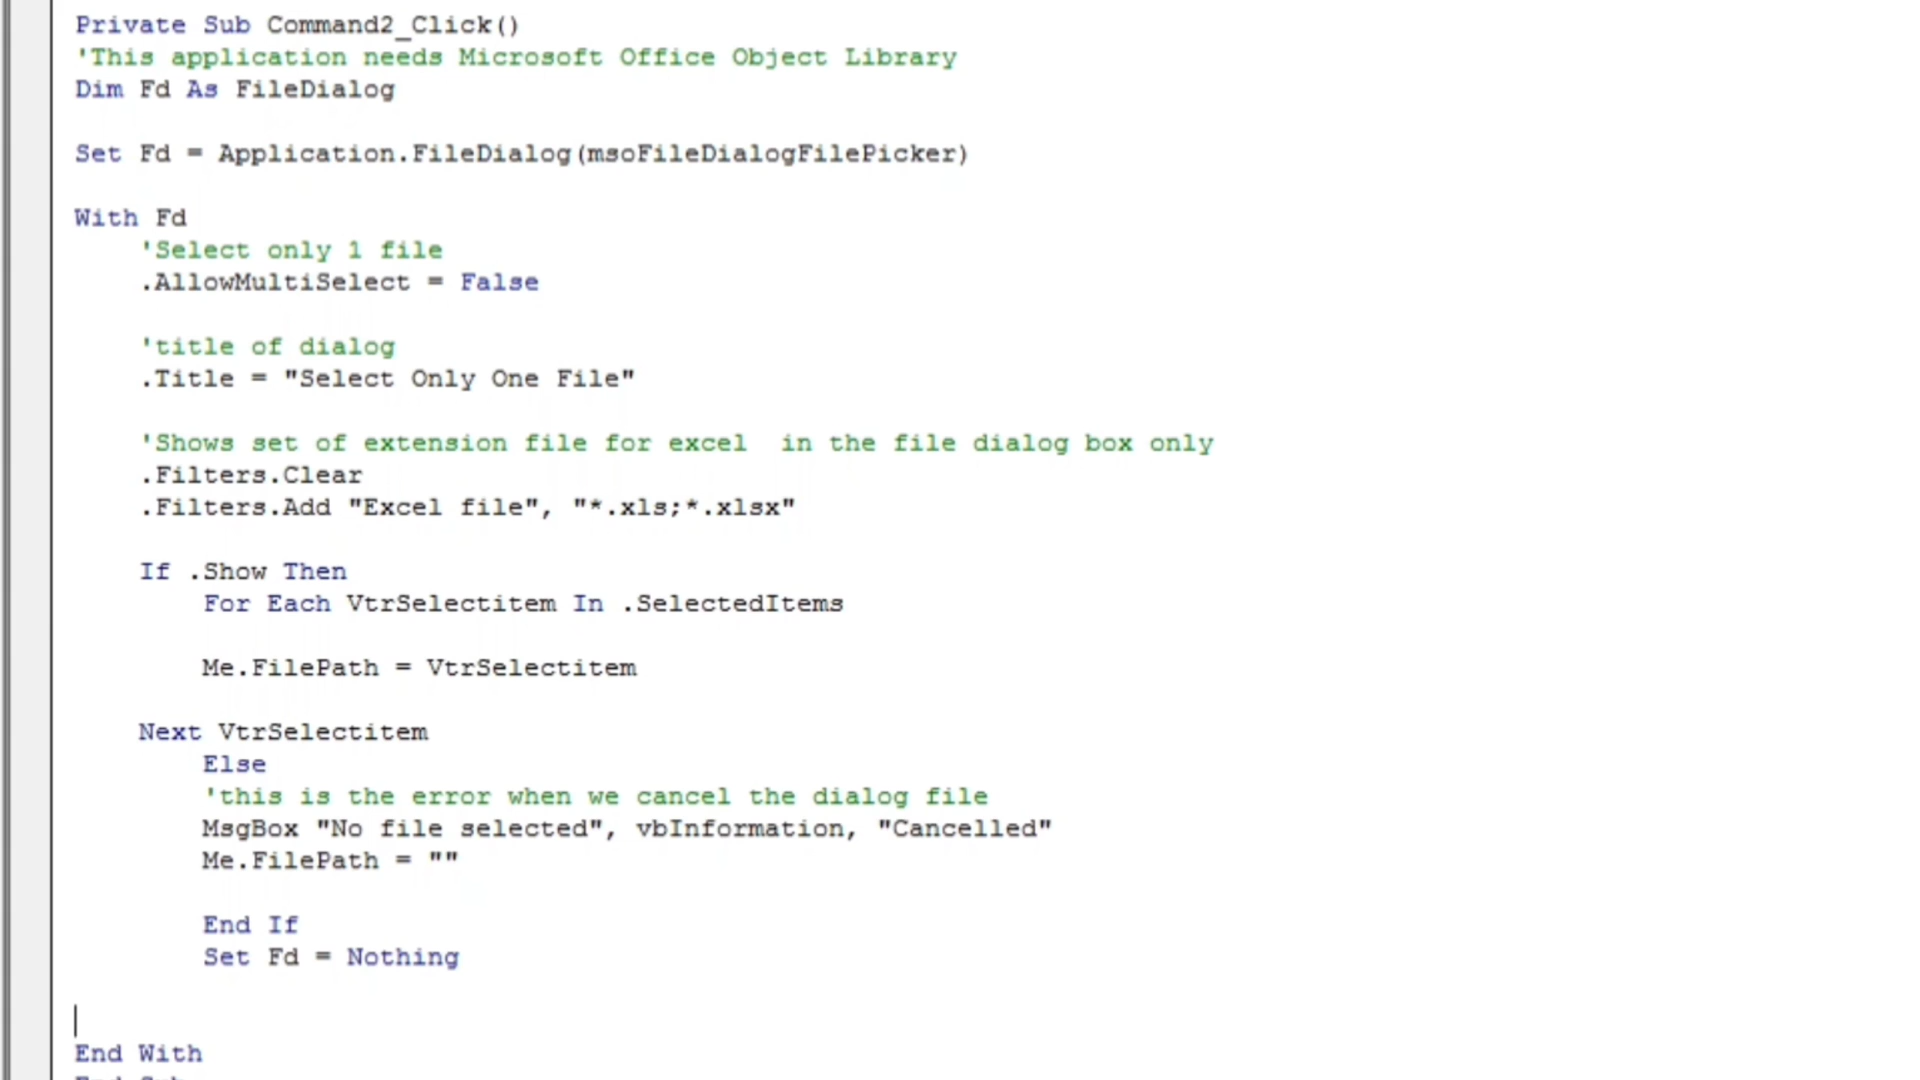 Private Sub Command2_Click()
'This application needs Microsoft Office Object Library
Dim Fd As FileDialog
Set Fd = Application.FileDialog(msoFileDialogFilePicker)
With Fd
'Select only 1 file
.AllowMultiSelect = False
'title of dialog
.Title = "Select Only One File"
'Shows set of extension file for excel  in the file dialog box only
.Filters.Clear
.Filters.Add "Excel file", "*.xls;*.xlsx"
If .Show Then
For Each VtrSelectitem In .SelectedItems
Me.FilePath = VtrSelectitem
Next VtrSelectitem
Else
'this is the error when we cancel the dialog file
MsgBox "No file selected", vbInformation, "Cancelled"
Me.FilePath = ""
End If
Set Fd = Nothing
End With
End Sub